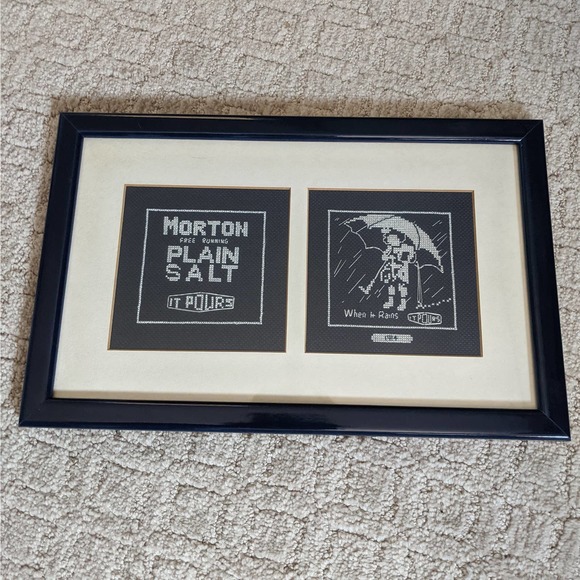 MORTON
FREE RUNNING
PLAIN
SALT
IT POURS
When It Rains
IT POURS